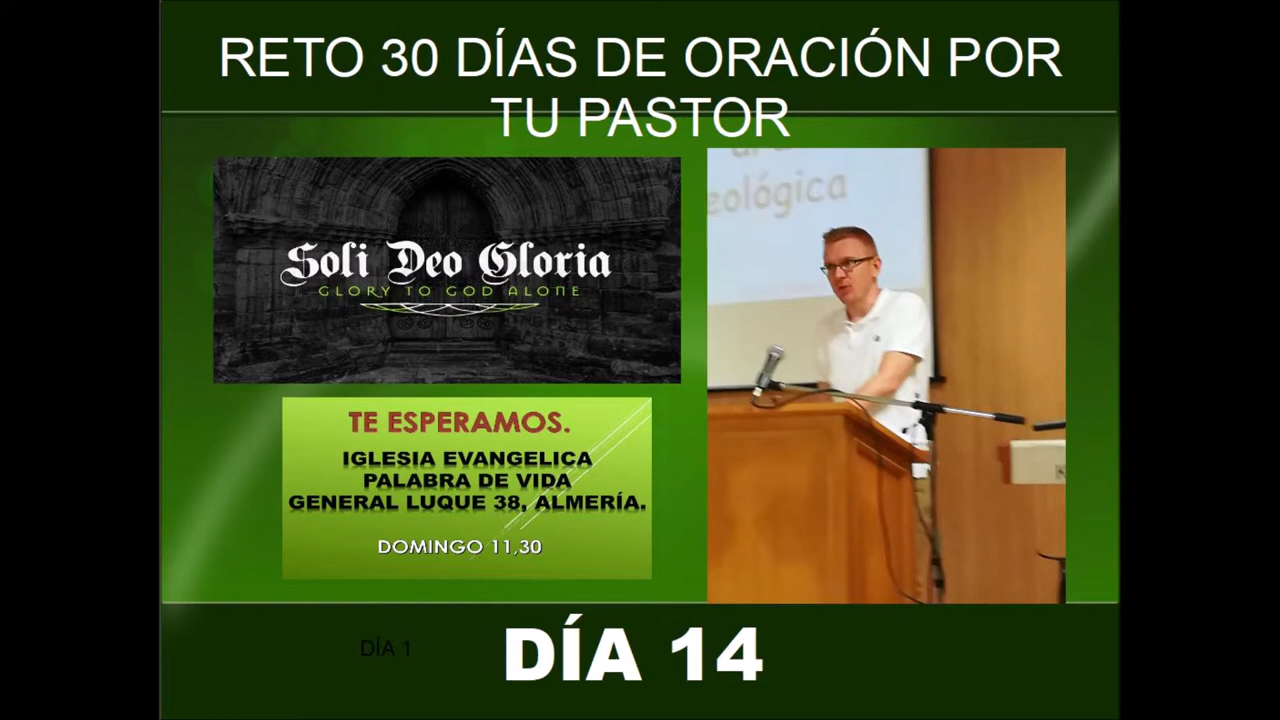 RETO 30 DÍAS DE ORACIÓN POR
TU PASTOR
Soli Deo Gloria
GLORY TO GOD ALONE
eológica
TE ESPERAMOS.
IGLESIA EVANGELICA
PALABRA DE VIDA
GENERAL LUQUE 38, ALMERÍA.
DOMINGO 11,30
DÍA 1
DÍA 14